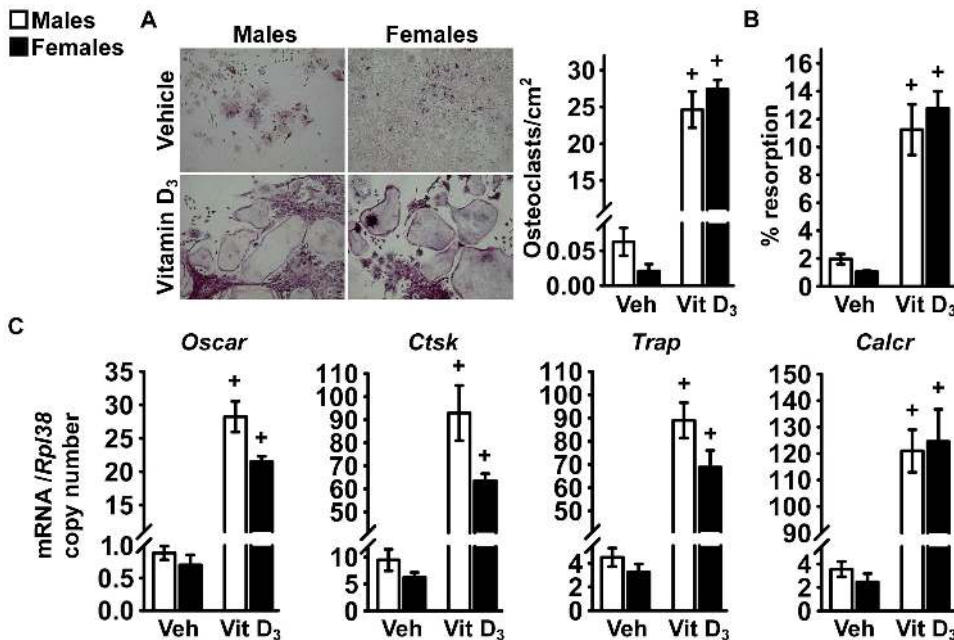 Males
Females
A
Males
Females
Vehicle
Vitamin D3
Osteoclasts/cm2
30
25
20
15
0.05
0.00
Veh
Vit D3
B
% resorption
16
14
12
10
8
6
4
2
0
Veh
Vit D3
+ +
+ +
C
mRNA /Rpl38
copy number
Oscar
35
30
25
20
15
1.0
0.5
0.0
+ +
Veh
Vit D3
Ctsk
100
90
80
70
60
50
10
5
0
+ +
Veh
Vit D3
Trap
110
100
90
80
70
60
50
4
2
0
+ +
Veh
Vit D3
Calcr
150
140
130
120
110
100
90
4
2
0
+ +
Veh
Vit D3